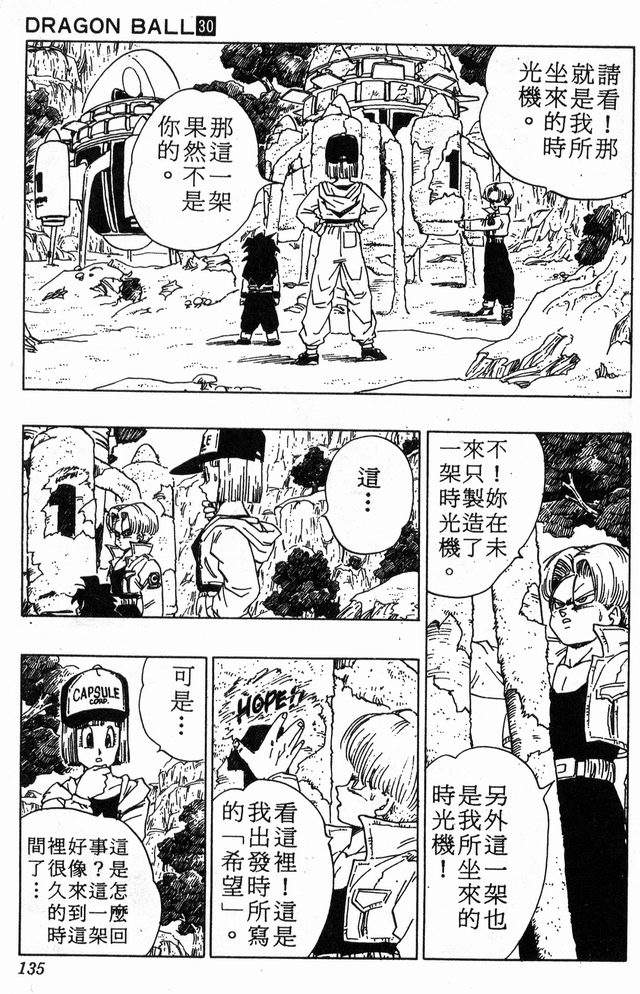 DRAGON BALL 30
請看！那
就是我所
坐來的時
光機。
那這一架
果然不是
你的。
1
1
5
不！妳在未
來只製造了
一架時光機。
另外這一架也
是我所坐來的
時光機！
這…
1
HOPE!!
看這裡！這是
我出發時所寫
的「希望」。
可是…
CAPSULE
CORP.
這是怎麼回
事？這一架
好像來到這
裡很久的時
間了…
135